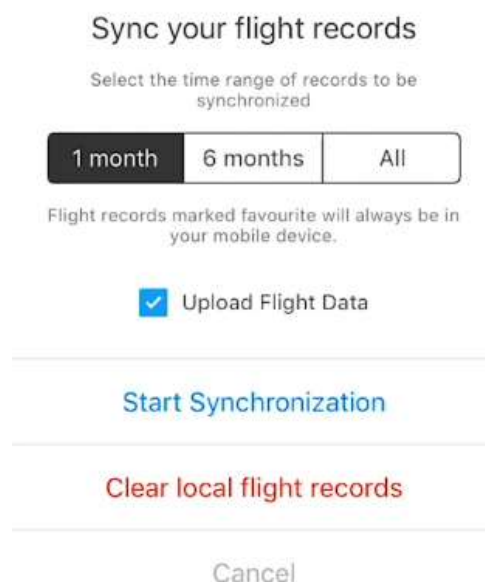 Sync your flight records
Select the time range of records to be
synchronized
1 month 6 months All
Flight records marked favourite will always be in
your mobile device.
Upload Flight Data
Start Synchronization
Clear local flight records
Cancel